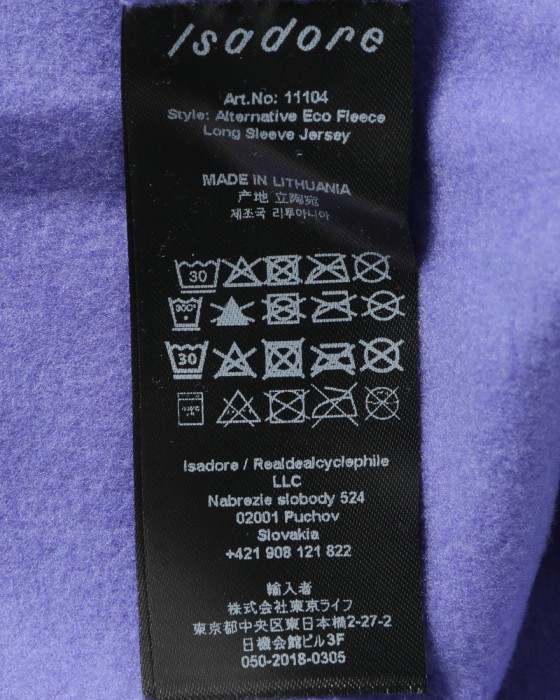 Isadore
Art.No: 11104
Style: Alternative Eco Fleece
Long Sleeve Jersey
MADE IN LITHUANIA
产地 立陶宛
제조국 리투아니아
30
300°
30
Isadore / Realdealcyclephile
LLC
Nabrezie slobody 524
02001 Puchov
Slovakia
+421 908 121 822
輸入者
株式会社東京ライフ
東京都中央区東日本橋2-27-2
日機会館ビル3F
050-2018-0305